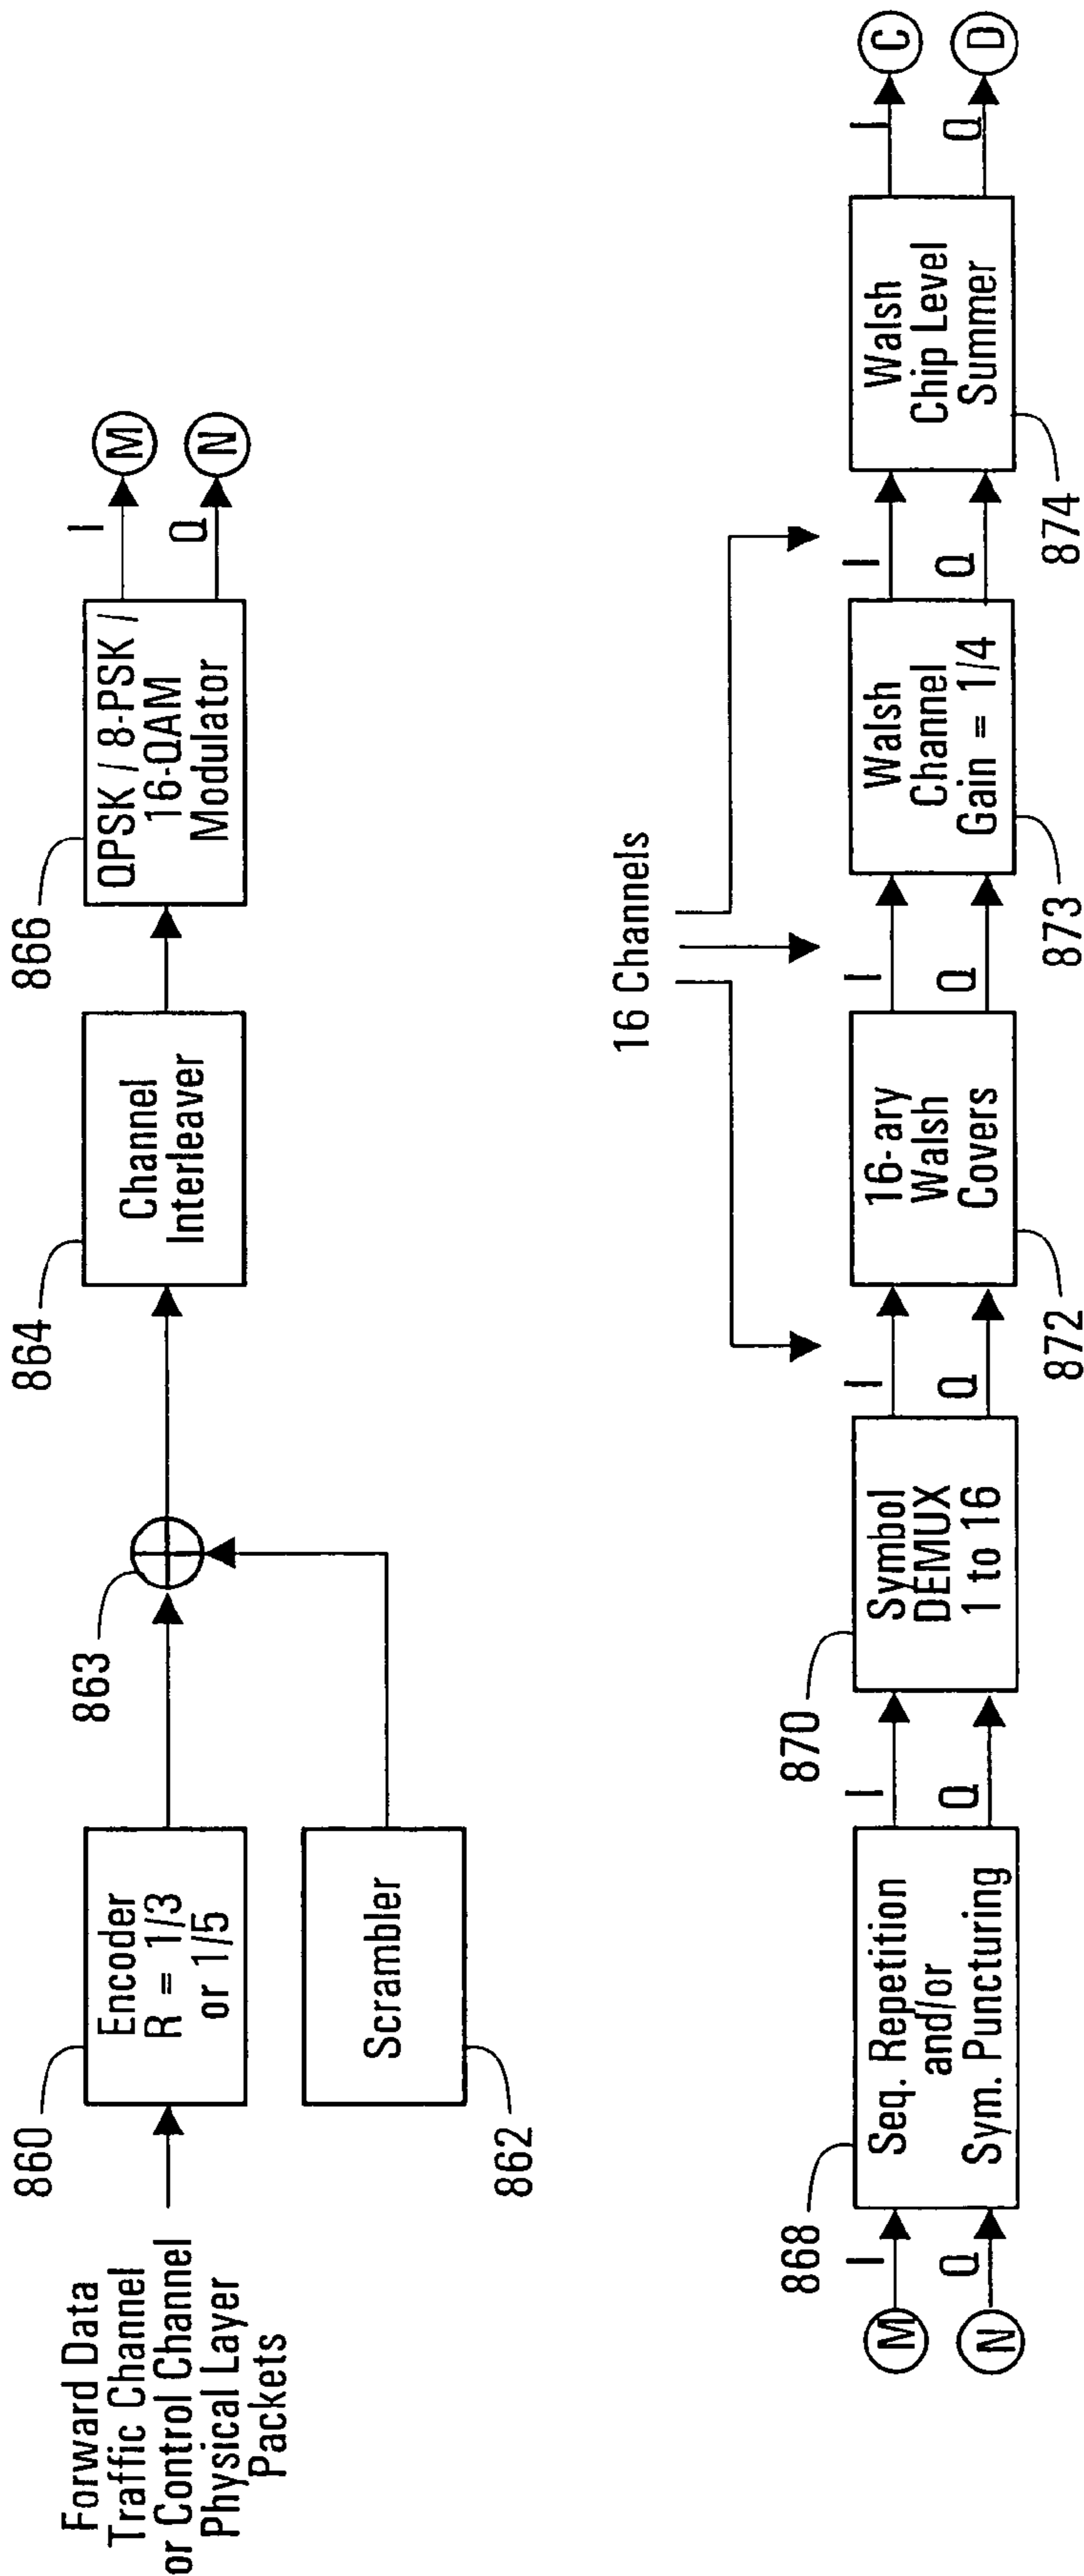 Forward Data
Traffic Channel
or Control Channel
Physical Layer
Packets
860
Encoder
R = 1/3
or 1/5
862
Scrambler
863
864
Channel
Interleaver
866
QPSK / 8-PSK /
16-QAM
Modulator
I
M
Q
N
M
I
N
Q
868
Seq. Repetition
and/or
Sym. Puncturing
I
Q
870
Symbol
DEMUX
1 to 16
I
Q
16 Channels
872
16-ary
Walsh
Covers
I
Q
873
Walsh
Channel
Gain = 1/4
I
Q
874
Walsh
Chip Level
Summer
I
C
Q
D